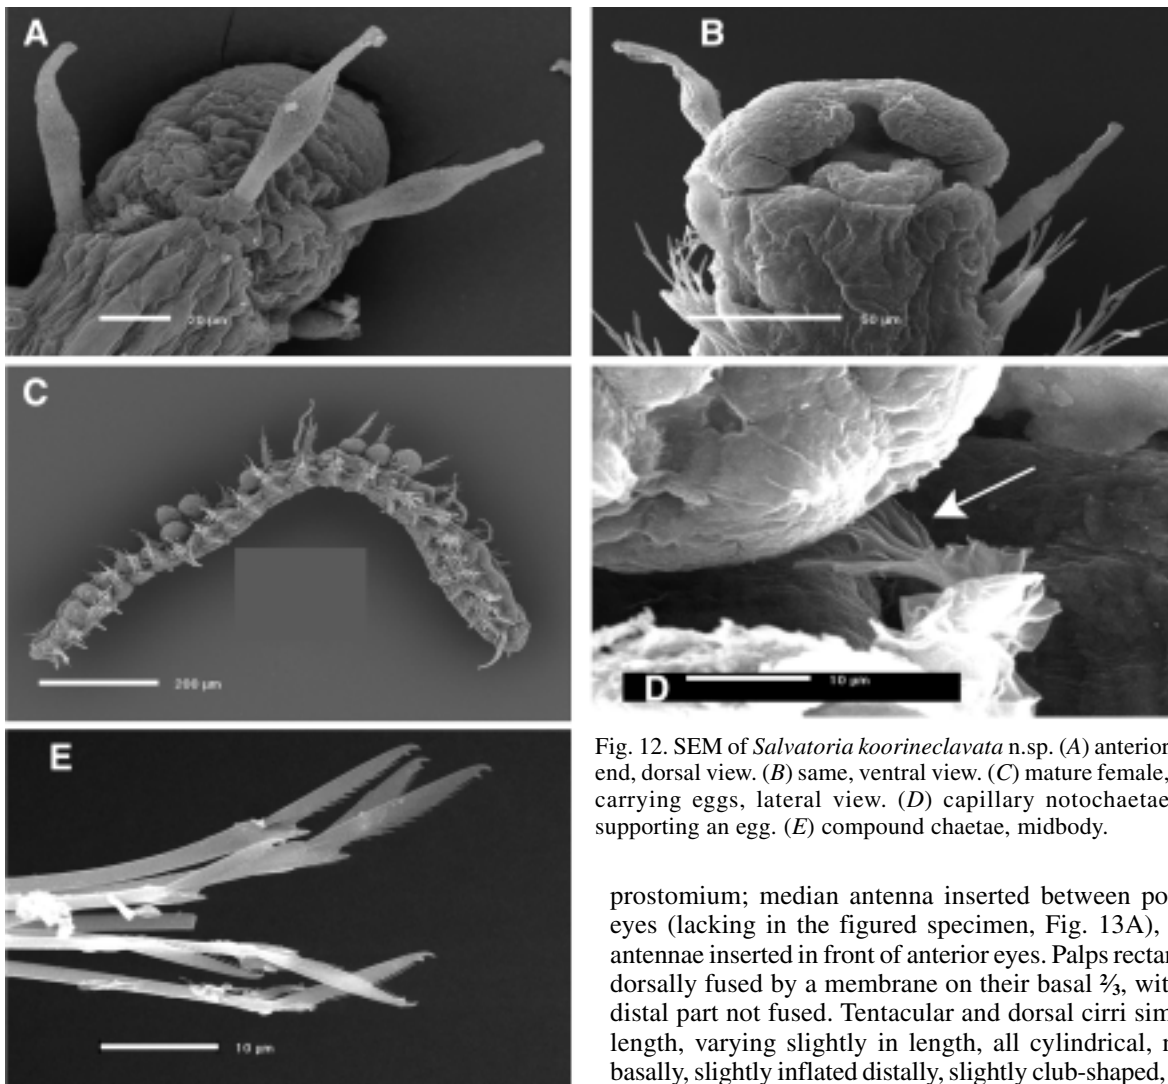 A
20 µm
B
50 µm
C
200 µm
D
10 µm
E
10 µm
Fig. 12. SEM of Salvatoria koorineclavata n.sp. (A) anterior
end, dorsal view. (B) same, ventral view. (C) mature female,
carrying eggs, lateral view. (D) capillary notochaetae
supporting an egg. (E) compound chaetae, midbody.
prostomium; median antenna inserted between po
eyes (lacking in the figured specimen, Fig. 13A),
antennae inserted in front of anterior eyes. Palps rectan
dorsally fused by a membrane on their basal ⅔, wit
distal part not fused. Tentacular and dorsal cirri sim
length, varying slightly in length, all cylindrical, n
basally, slightly inflated distally, slightly club-shaped,